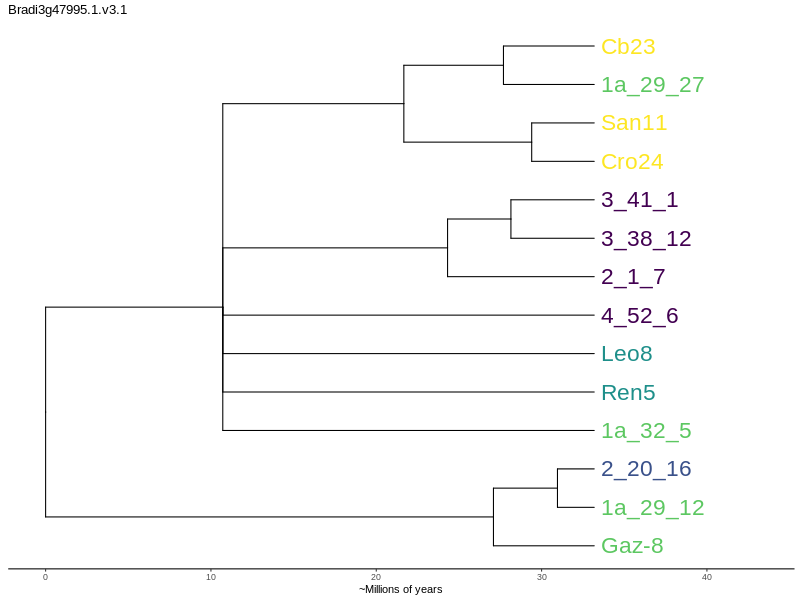 Bradi3g47995.1.v3.1
Cb23
1a_29_27
San11
Cro24
3_41_1
3_38_12
2_1_7
4_52_6
Leo8
Ren5
1a_32_5
2_20_16
1a_29_12
Gaz-8
0 10 20 30 40
~Millions of years